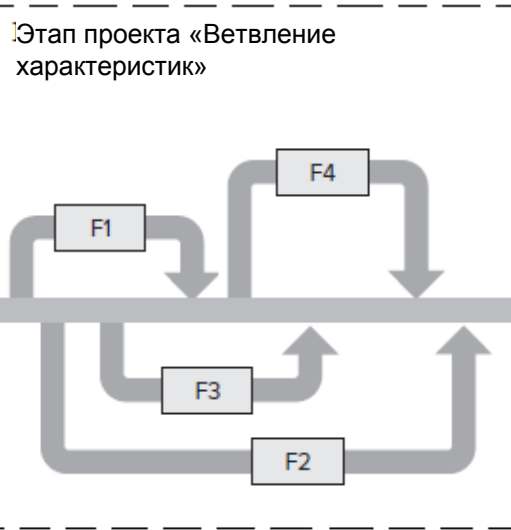 Этап проекта «Ветвление
характеристик»
F4
F1
F3
F2